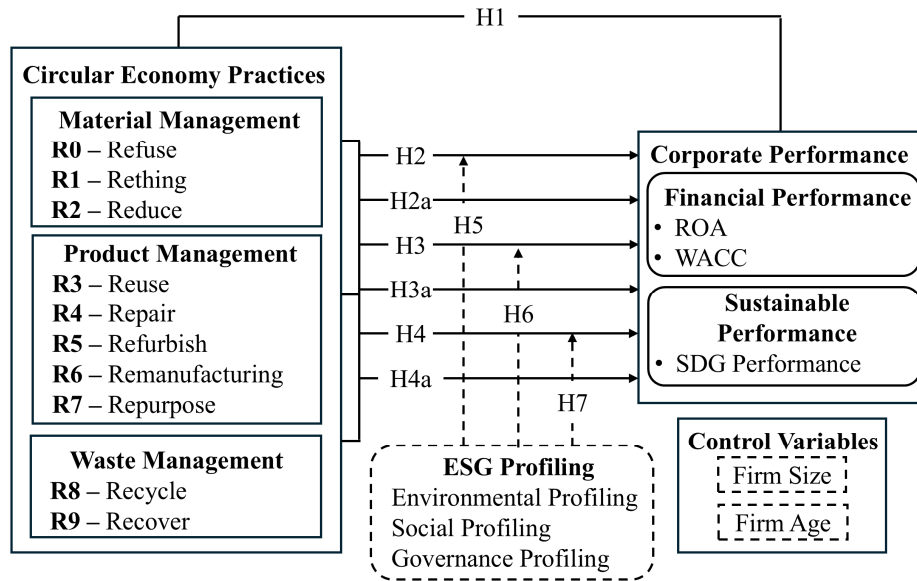 H1
Circular Economy Practices
Material Management
R0 – Refuse
R1 – Rething
R2 – Reduce
Product Management
R3 – Reuse
R4 – Repair
R5 – Refurbish
R6 – Remanufacturing
R7 – Repurpose
Waste Management
R8 – Recycle
R9 – Recover
H2
H2a
H5
H3
H3a
H6
H4
H4a
H7
ESG Profiling
Environmental Profiling
Social Profiling
Governance Profiling
Corporate Performance
Financial Performance
• ROA
• WACC
Sustainable
Performance
• SDG Performance
Control Variables
Firm Size
Firm Age